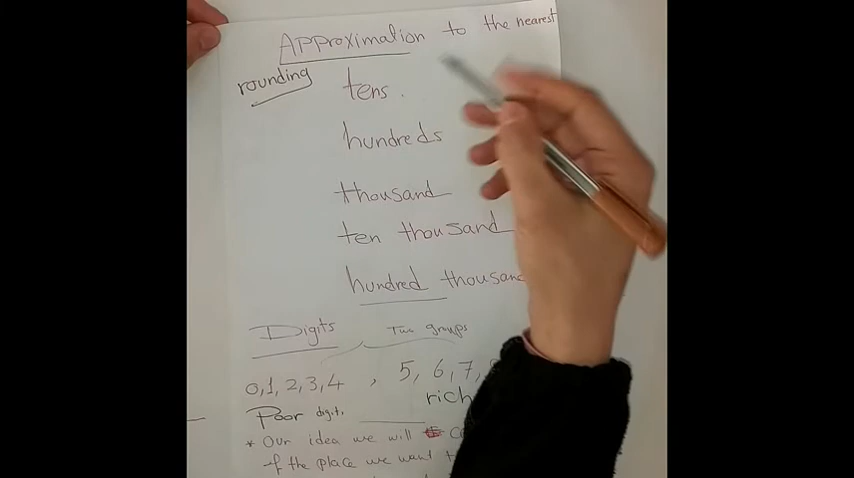 Approximation to the nearest
rounding
tens.
hundreds
thousand
ten thousand
hundred thousand
Digits Two groups
0,1,2,3,4 , 5, 6, 7,
Poor digit. rich
* Our idea we will
of the place we want